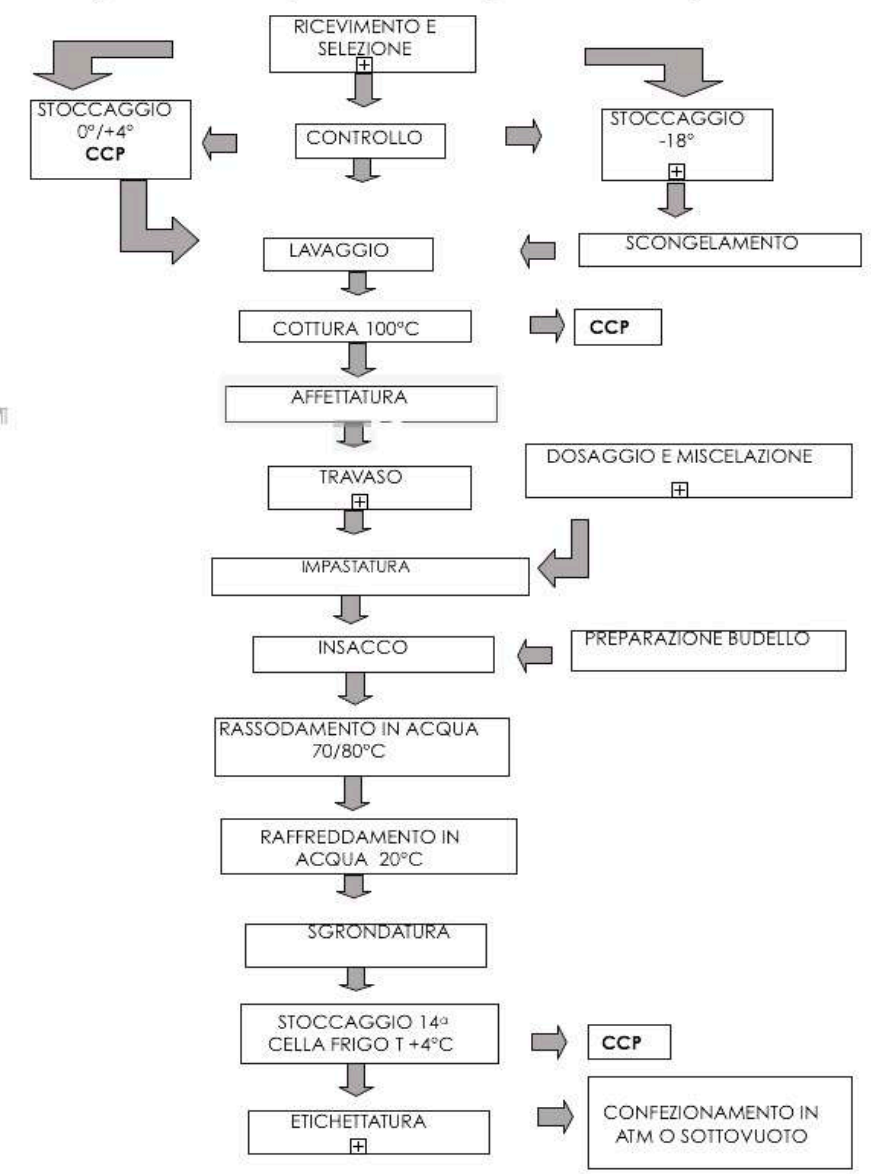 RICEVIMENTO E
SELEZIONE
STOCCAGGIO
0°/+4°
CCP
CONTROLLO
STOCCAGGIO
-18°
LAVAGGIO
SCONGELAMENTO
COTTURA 100°C
CCP
AFFETTATURA
TRAVASO
DOSAGGIO E MISCELAZIONE
IMPASTATURA
INSACCO
PREPARAZIONE BUDELLO
RASSODAMENTO IN ACQUA
70/80°C
RAFFREDDAMENTO IN
ACQUA 20°C
SGRONDATURA
STOCCAGGIO 14ª
CELLA FRIGO T +4°C
CCP
ETICHETTATURA
CONFEZIONAMENTO IN
ATM O SOTTOVUOTO